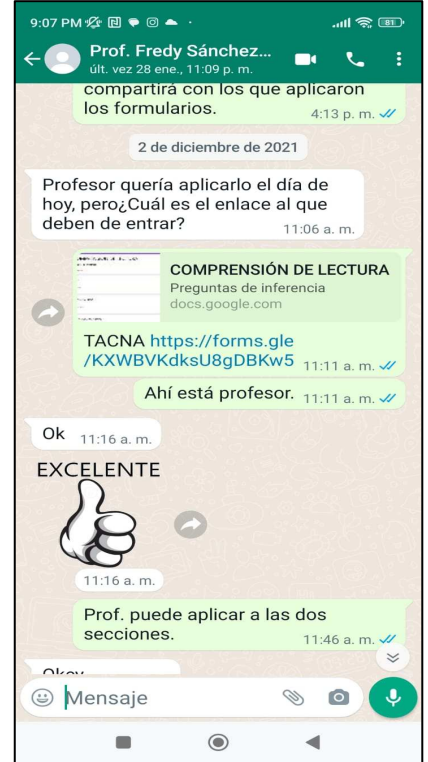 9:07 PM
81
Prof. Fredy Sánchez...
últ. vez 28 ene., 11:09 p. m.
compartirá con los que aplicaron
los formularios.
4:13 p. m.
2 de diciembre de 2021
Profesor quería aplicarlo el día de
hoy, pero¿Cuál es el enlace al que
deben de entrar?
11:06 a. m.
COMPRENSIÓN DE LECTURA
Preguntas de inferencia
docs.google.com
TACNA https://forms.gle
/KXWBVKdksU8gDBKw5 11:11 a. m.
Ahí está profesor. 11:11 a. m.
Ok 11:16 a. m.
EXCELENTE
11:16 a. m.
Prof. puede aplicar a las dos
secciones.
11:46 a. m.
Okey
Mensaje